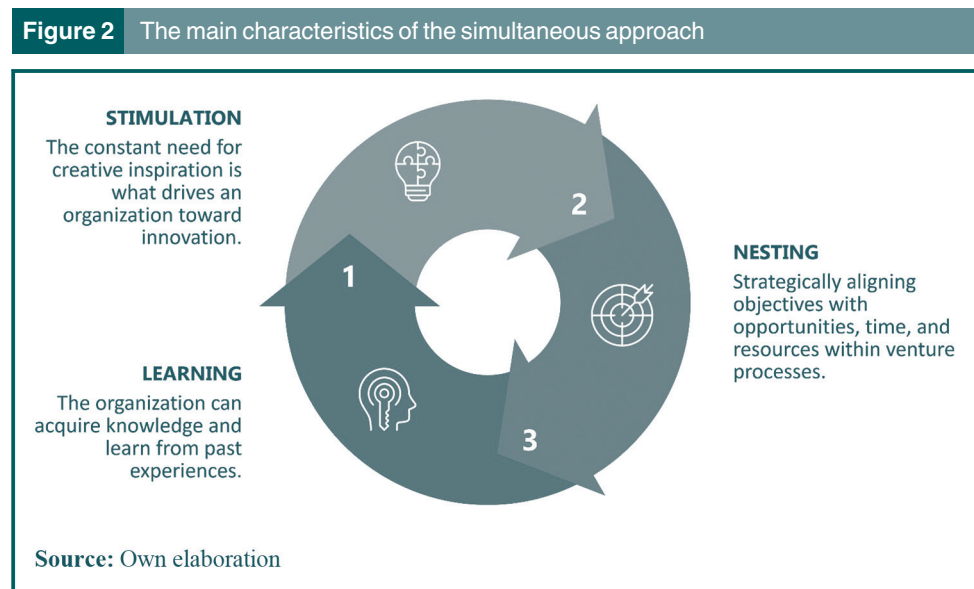 Figure 2 The main characteristics of the simultaneous approach
STIMULATION
The constant need for
creative inspiration is
what drives an
organization toward
innovation.
1
2
NESTING
Strategically aligning
objectives with
opportunities, time, and
resources within venture
processes.
LEARNING
The organization can
acquire knowledge and
learn from past
experiences.
3
Source: Own elaboration